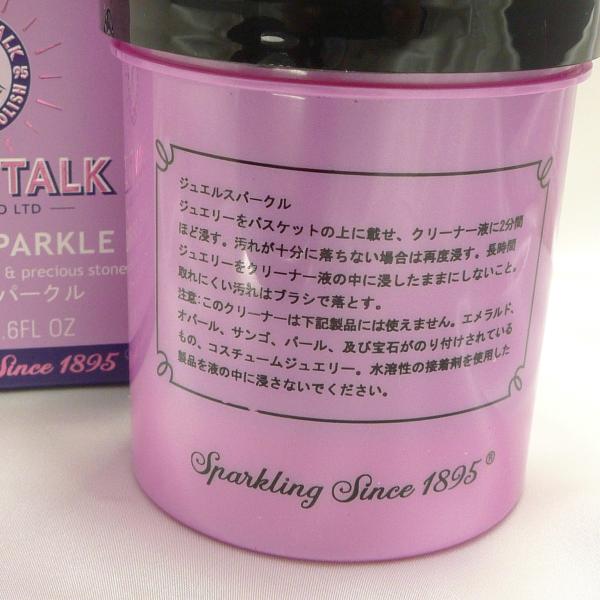 TALK
TALK
O LTD
PARKLE
& precious stone
パークル
.6FL OZ
Since 1895
ジュエルスパークル
ジュエリーをバスケットの上に載せ、クリーナー液に2分間
ほど浸す。汚れが十分に落ちない場合は再度浸す。長時間
ジュエリーをクリーナー液の中に浸したままにしないこと。
取れにくい汚れはブラシで落とす。
注意:このクリーナーは下記製品には使えません。エメラルド、
オパール、サンゴ、パール、及び宝石がのり付けされている
もの、コスチュームジュエリー。水溶性の接着剤を使用した
製品を液の中に浸さないでください。
Sparkling Since 1895 ®